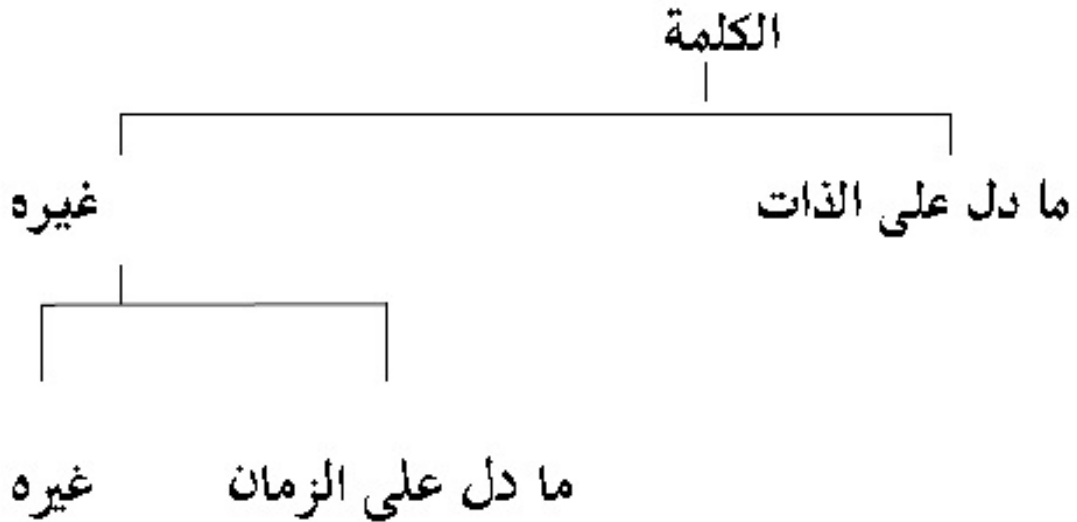 الكلمة
ما دل على الذات
غيره
ما دل على الزمان
غيره